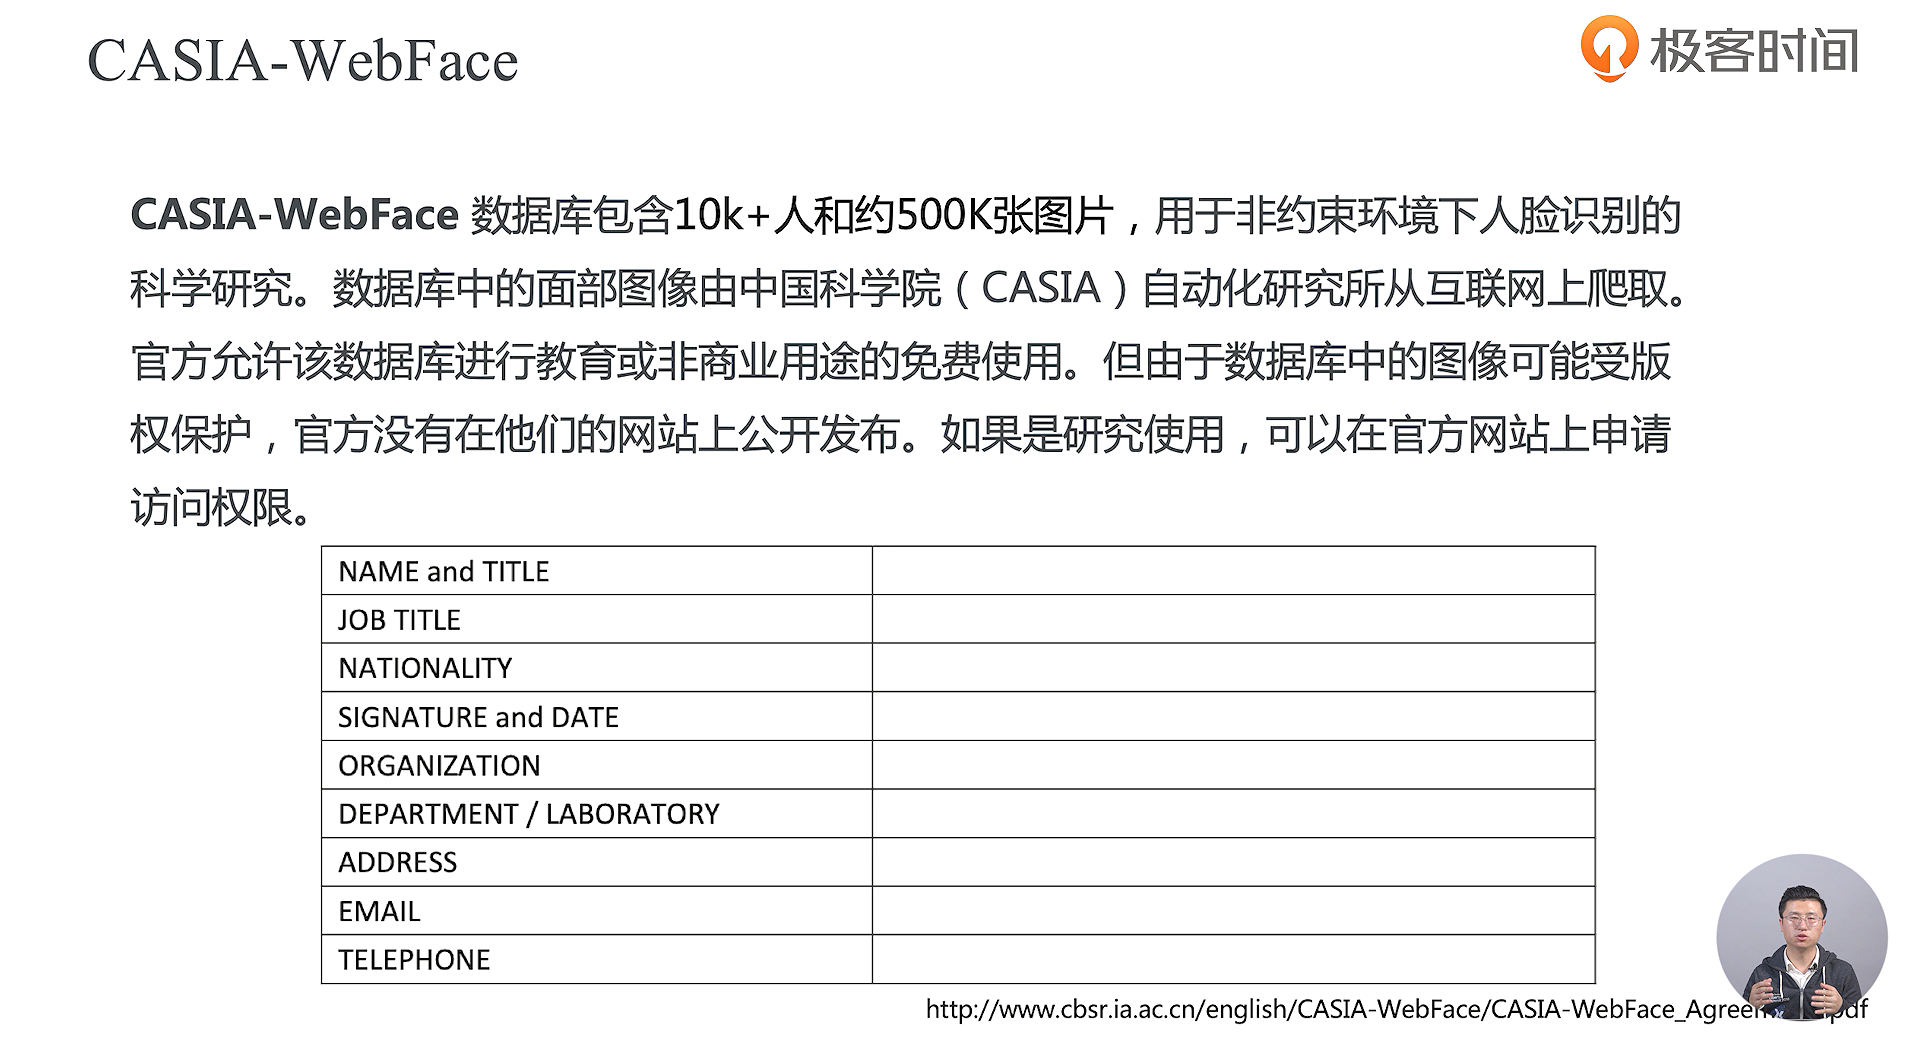 CASIA-WebFace
极客时间
CASIA-WebFace 数据库包含10k+人和约500K张图片，用于非约束环境下人脸识别的
科学研究。数据库中的面部图像由中国科学院（CASIA）自动化研究所从互联网上爬取。
官方允许该数据库进行教育或非商业用途的免费使用。但由于数据库中的图像可能受版
权保护，官方没有在他们的网站上公开发布。如果是研究使用，可以在官方网站上申请
访问权限。
NAME and TITLE
JOB TITLE
NATIONALITY
SIGNATURE and DATE
ORGANIZATION
DEPARTMENT / LABORATORY
ADDRESS
EMAIL
TELEPHONE
http://www.cbsr.ia.ac.cn/english/CASIA-WebFace/CASIA-WebFace_Agreem pdf